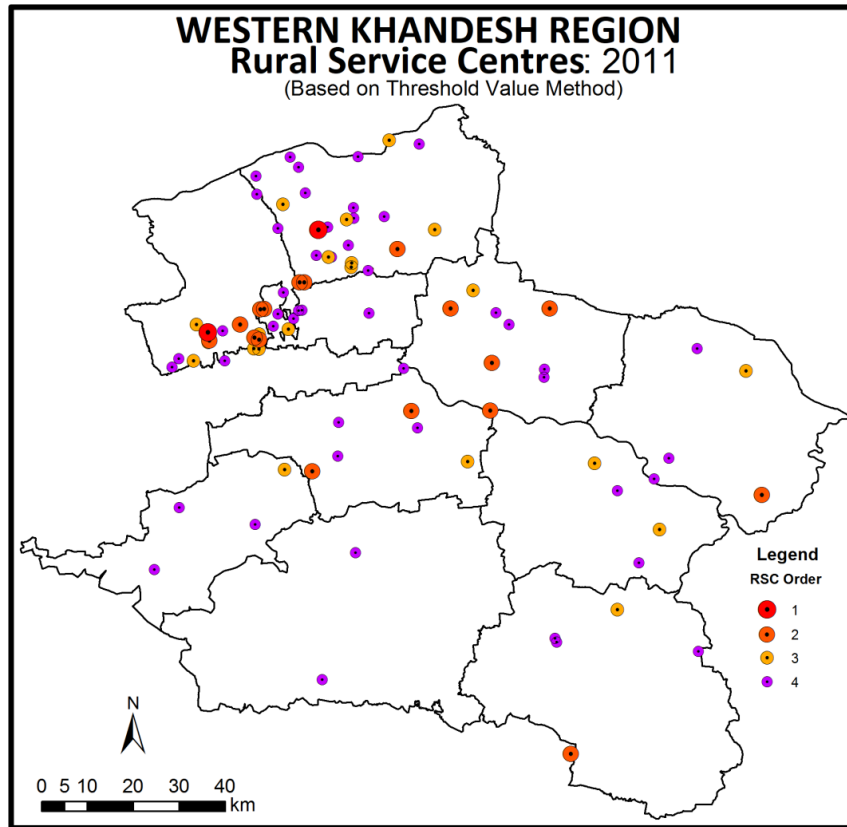 WESTERN KHANDESH REGION
Rural Service Centres: 2011
(Based on Threshold Value Method)
Legend
RSC Order
1
2
3
4
N
0 5 10 20 30 40
km